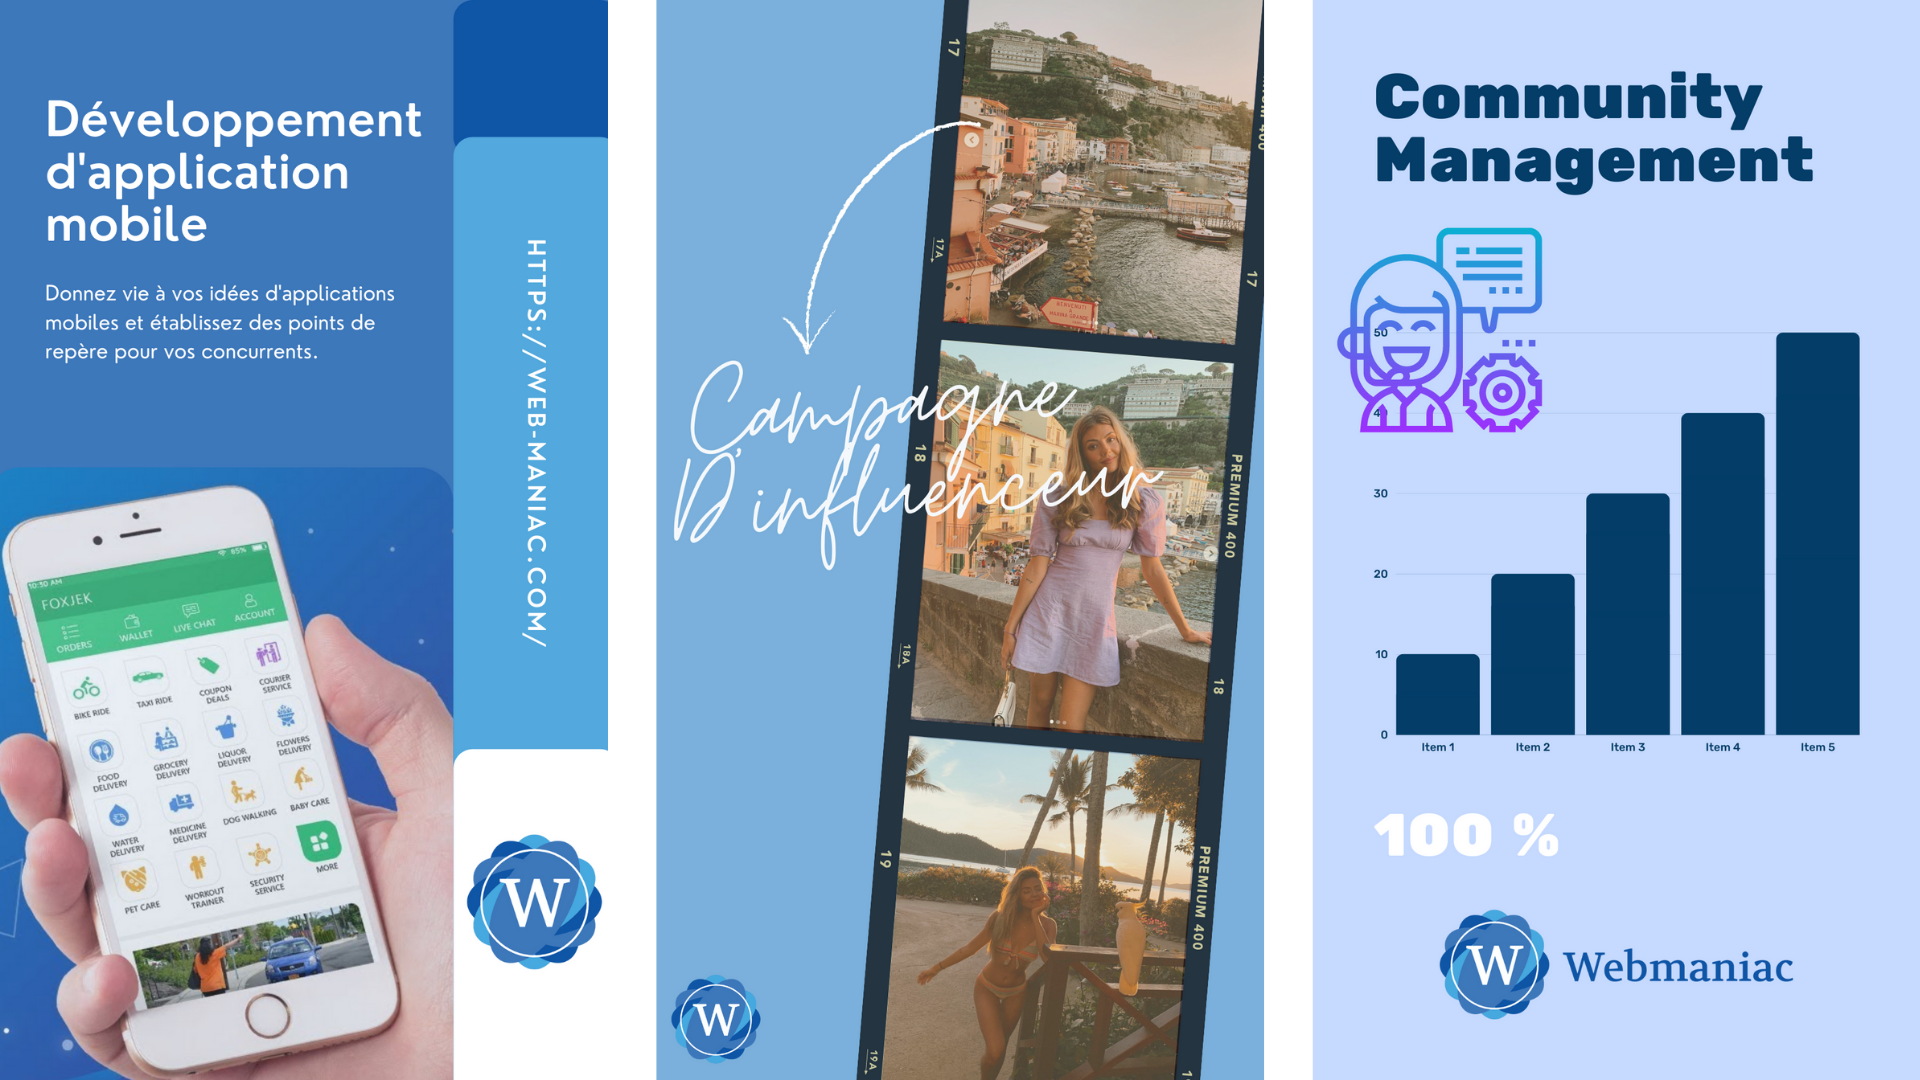 Développement
d'application
mobile
Donnez vie à vos idées d'applications
mobiles et établissez des points de
repère pour vos concurrents.
HTTPS://WEB-MANIAC.COM/
10:30 AM
85%
FOXJEK
ORDERS
WALLET
LIVE CHAT
ACCOUNT
BIKE RIDE
TAXI RIDE
COUPON
DEALS
COURIER
SERVICE
FOOD
DELIVERY
GROCERY
DELIVERY
LIQUOR
DELIVERY
FLOWERS
DELIVERY
WATER
DELIVERY
MEDICINE
DELIVERY
DOG WALKING
BABY CARE
PET CARE
WORKOUT
TRAINER
SECURITY
SERVICE
MORE
W
17
17A
17
Campagne
D'influenceur
18
PREMIUM 400
18A
18
19
PREMIUM 400
19A
W
Community
Management
50
40
30
20
10
0
Item 1
Item 2
Item 3
Item 4
Item 5
100 %
W
Webmaniac